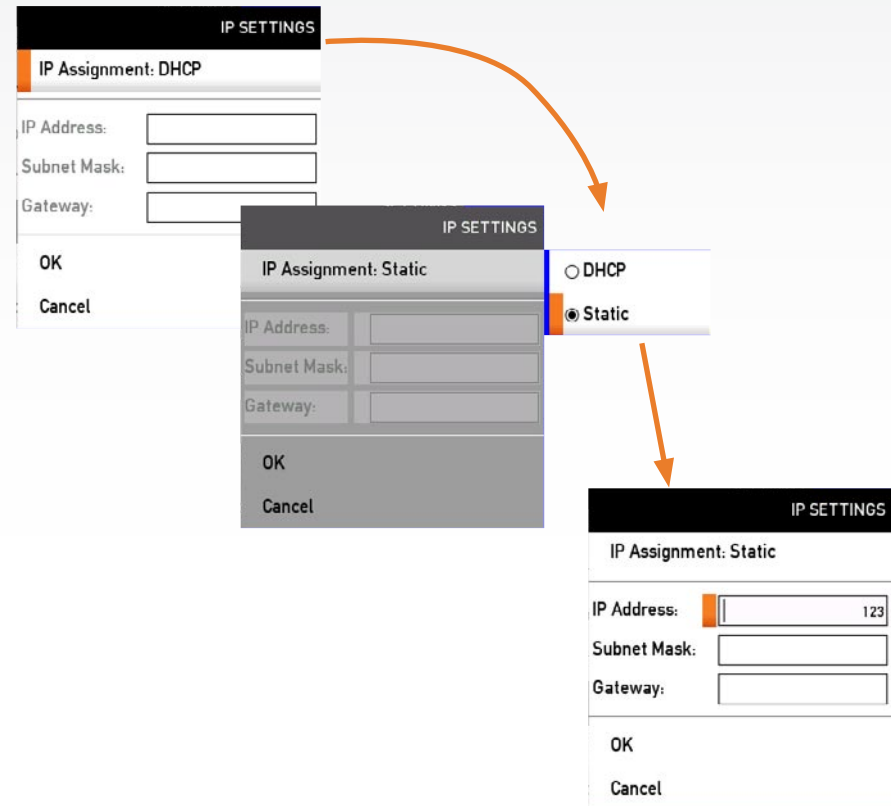 IP SETTINGS
IP Assignment: DHCP
IP Address:
Subnet Mask:
Gateway:
OK
Cancel
IP SETTINGS
IP Assignment: Static
IP Address:
Subnet Mask:
Gateway:
OK
Cancel
DHCP
Static
IP SETTINGS
IP Assignment: Static
IP Address: 123
Subnet Mask:
Gateway:
OK
Cancel